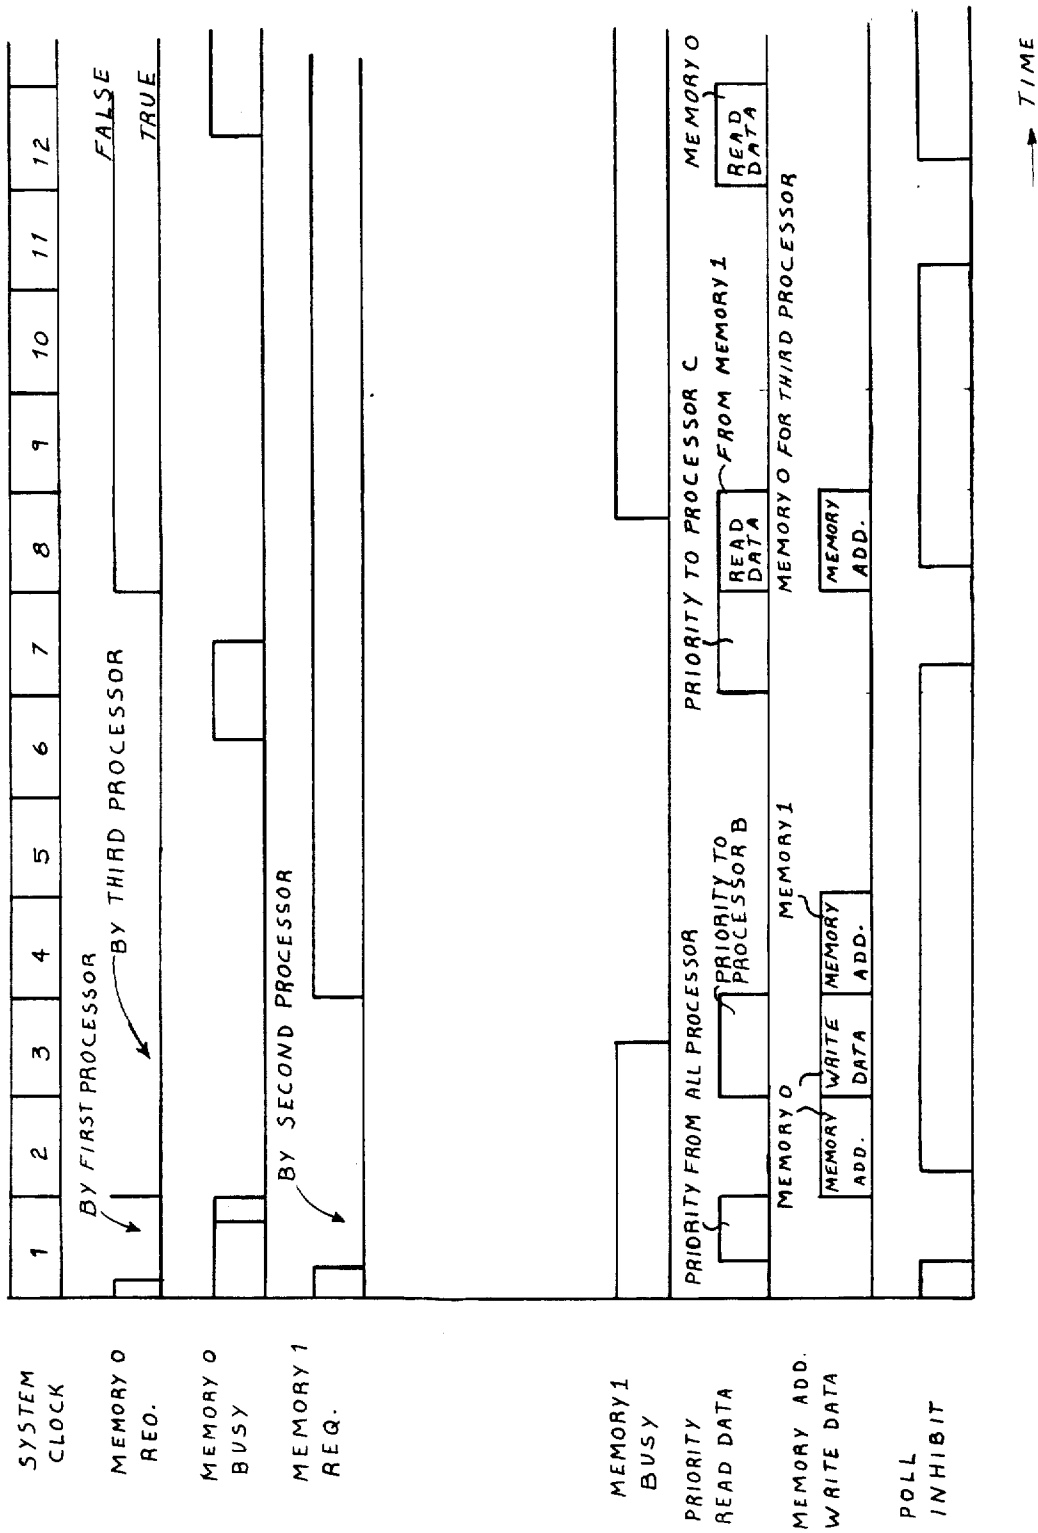 SYSTEM
CLOCK
1 2 3 4 5 6 7 8 9 10 11 12
MEMORY 0
REQ.
BY FIRST PROCESSOR
BY THIRD PROCESSOR
FALSE
TRUE
MEMORY 0
BUSY
MEMORY 1
REQ.
BY SECOND PROCESSOR
MEMORY 1
BUSY
PRIORITY
READ DATA
PRIORITY FROM ALL PROCESSOR
PRIORITY TO
PROCESSOR B
PRIORITY TO PROCESSOR C
READ
DATA
FROM MEMORY 1
MEMORY 0
READ
DATA
MEMORY ADD.
WRITE DATA
MEMORY 0
MEMORY
ADD.
WRITE
DATA
MEMORY 1
MEMORY
ADD.
MEMORY 0 FOR THIRD PROCESSOR
MEMORY
ADD.
POLL
INHIBIT
TIME